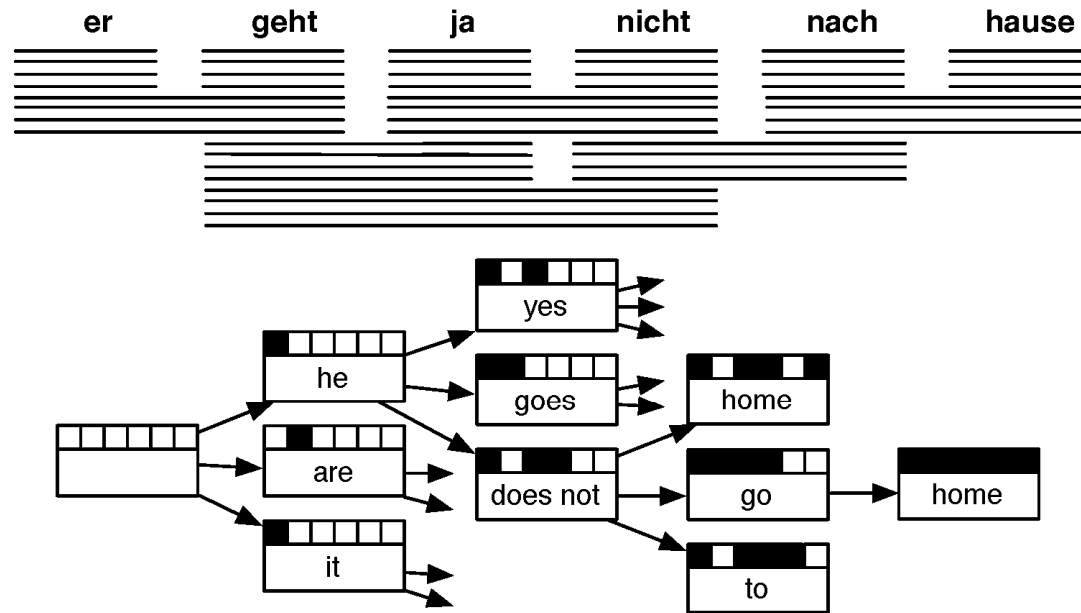 er geht ja nicht nach hause
yes
he
goes
home
are
does not
go
home
it
to